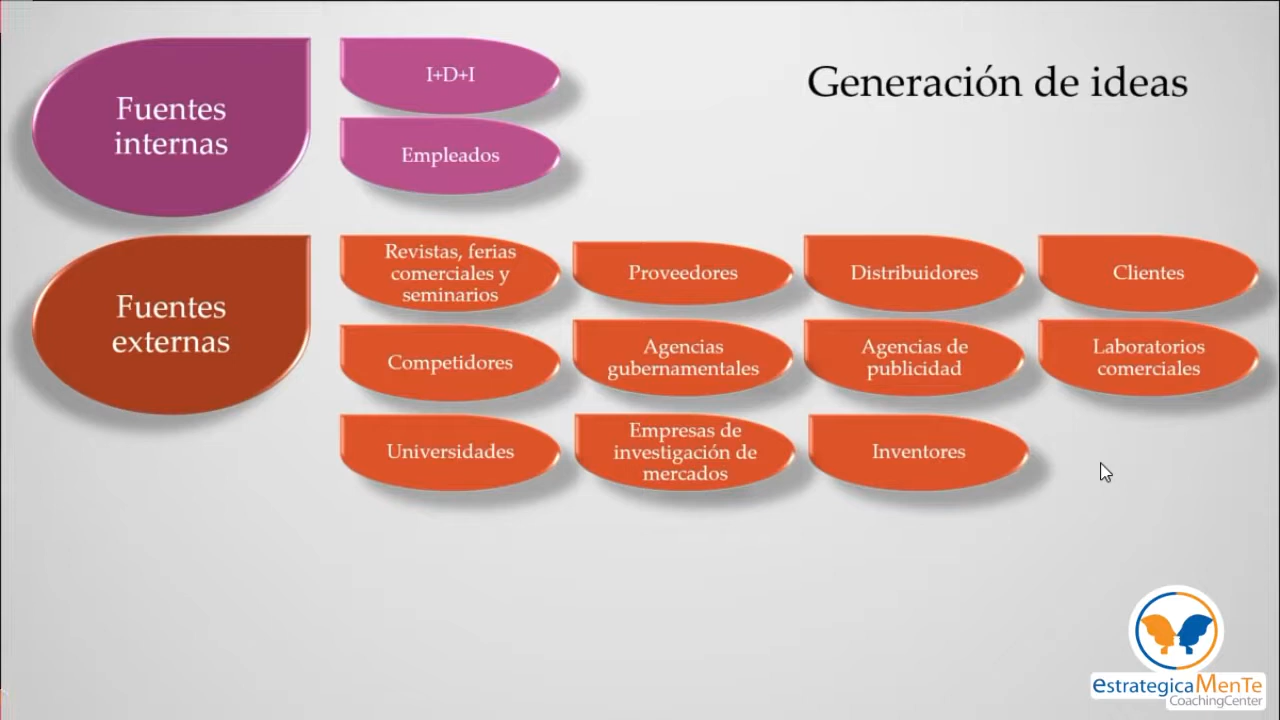 Generación de ideas
Fuentes
internas
I+D+I
Empleados
Fuentes
externas
Revistas, ferias
comerciales y
seminarios
Proveedores
Distribuidores
Clientes
Competidores
Agencias
gubernamentales
Agencias de
publicidad
Laboratorios
comerciales
Universidades
Empresas de
investigación de
mercados
Inventores
estrategicaMenTe
CoachingCenter